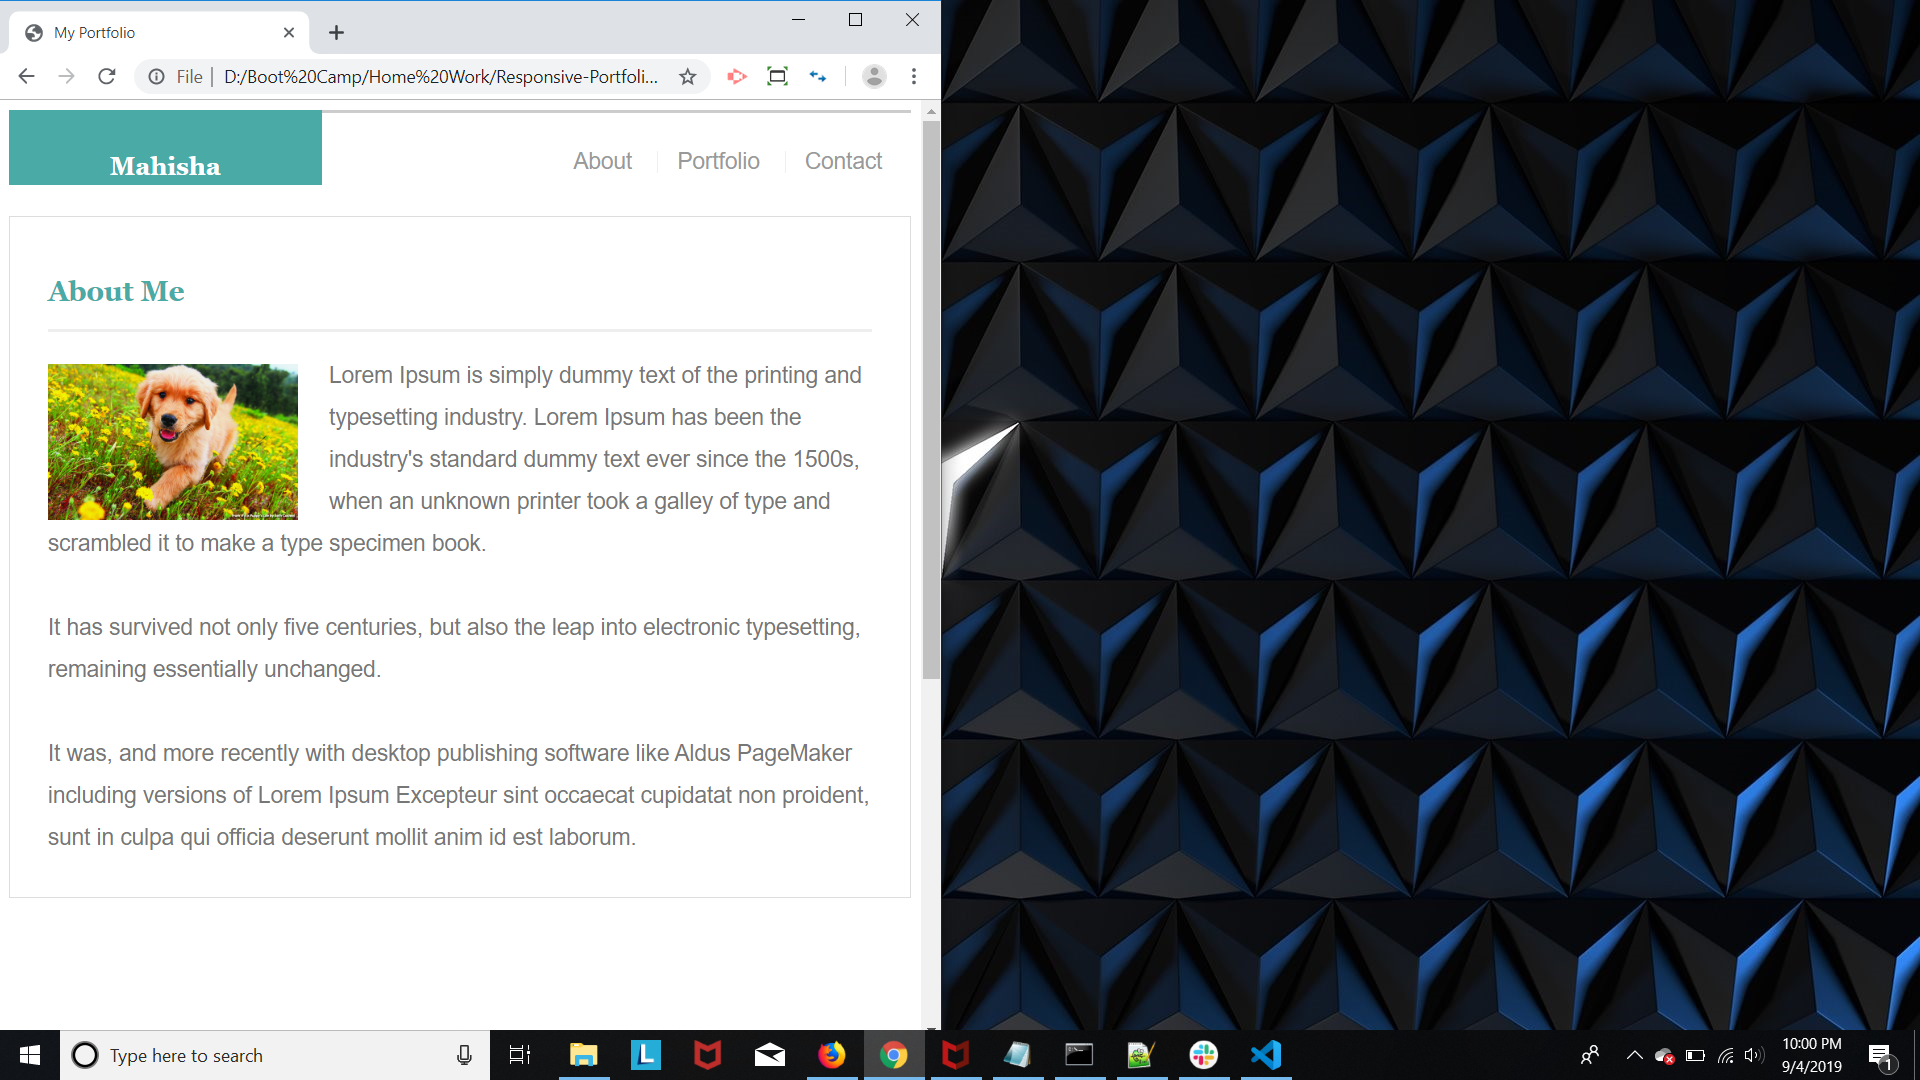 My Portfolio
File | D:/Boot%20Camp/Home%20Work/Responsive-Portfoli...
Mahisha
About
Portfolio
Contact
About Me
Lorem Ipsum is simply dummy text of the printing and
typesetting industry. Lorem Ipsum has been the
industry's standard dummy text ever since the 1500s,
when an unknown printer took a galley of type and
scrambled it to make a type specimen book.
It has survived not only five centuries, but also the leap into electronic typesetting,
remaining essentially unchanged.
It was, and more recently with desktop publishing software like Aldus PageMaker
including versions of Lorem Ipsum Excepteur sint occaecat cupidatat non proident,
sunt in culpa qui officia deserunt mollit anim id est laborum.
Type here to search
L
10:00 PM
9/4/2019
1